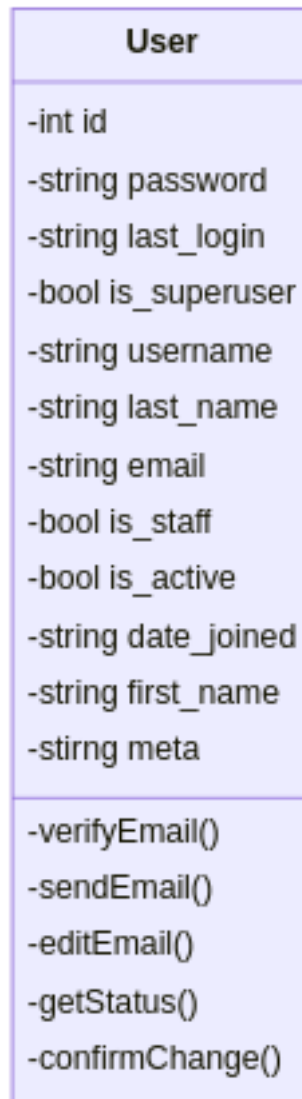 User
-int id
-string password
-string last_login
-bool is_superuser
-string username
-string last_name
-string email
-bool is_staff
-bool is_active
-string date_joined
-string first_name
-stirng meta
-verifyEmail()
-sendEmail()
-editEmail()
-getStatus()
-confirmChange()